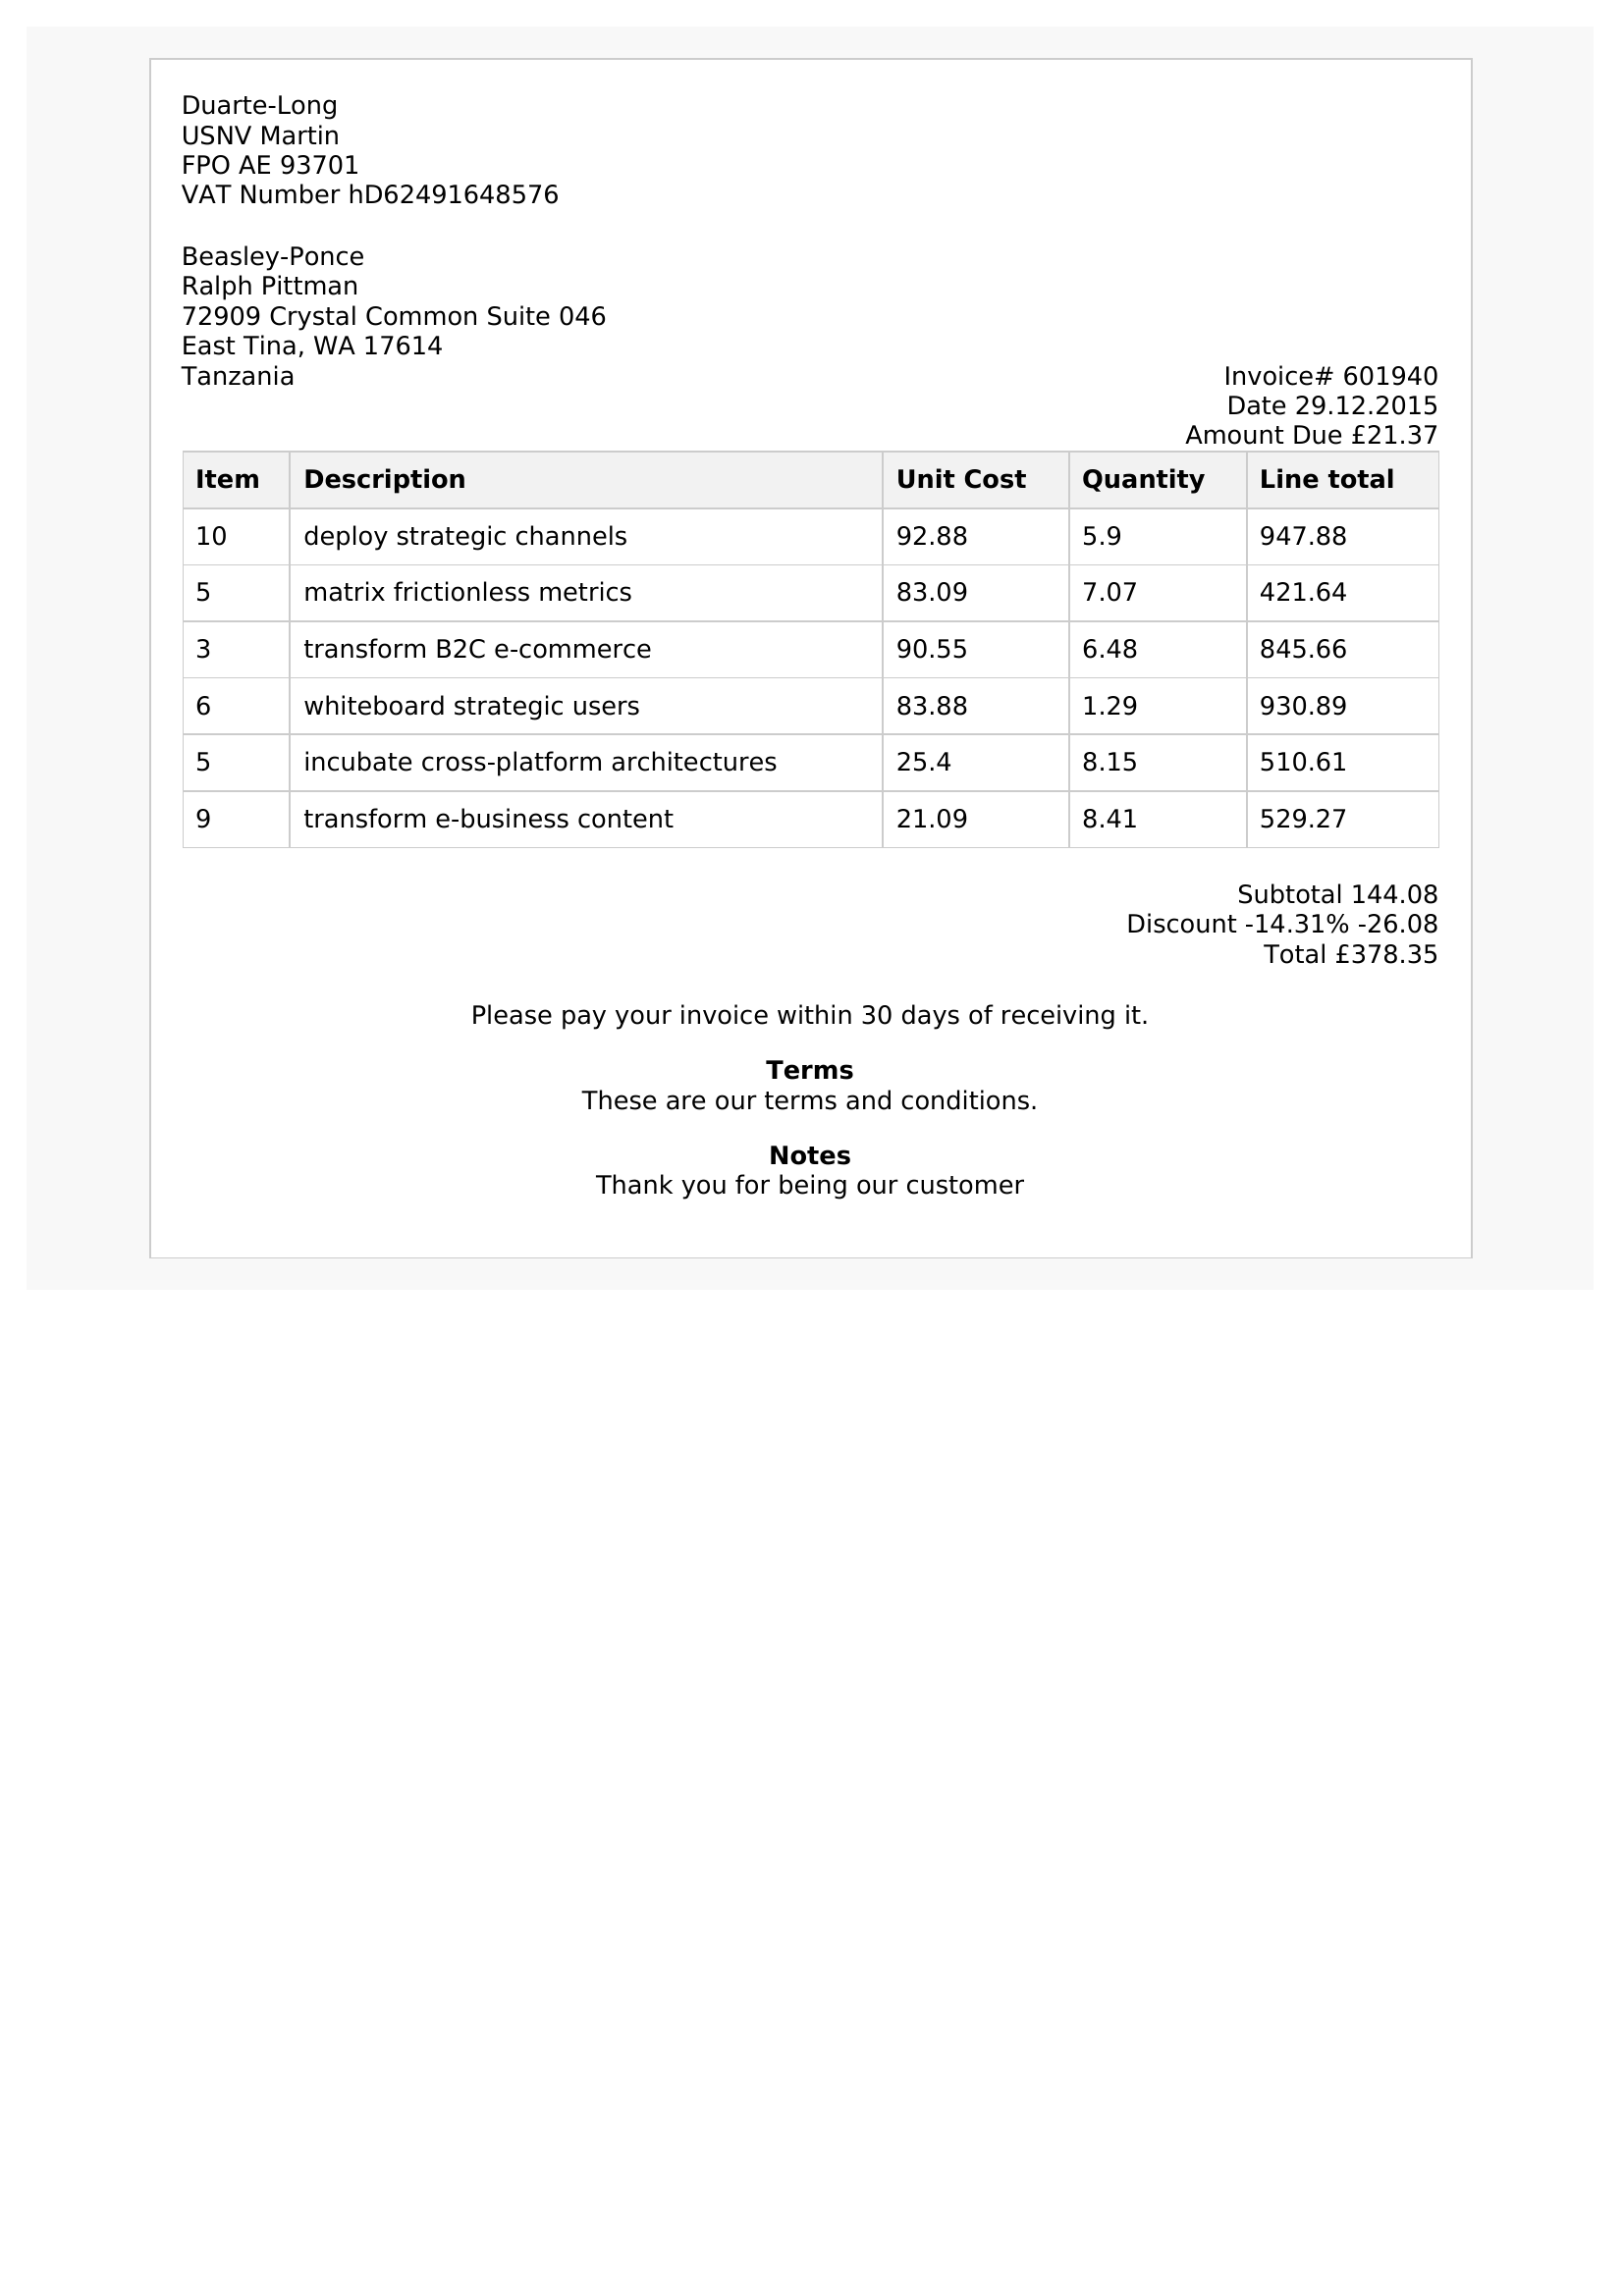 Duarte-Long
USNV Martin
FPO AE 93701
VAT Number hD62491648576
Beasley-Ponce
Ralph Pittman
72909 Crystal Common Suite 046
East Tina, WA 17614
Tanzania
Invoice# 601940
Date 29.12.2015
Amount Due £21.37
Item Description Unit Cost Quantity Line total
10 deploy strategic channels 92.88 5.9 947.88
5 matrix frictionless metrics 83.09 7.07 421.64
3 transform B2C e-commerce 90.55 6.48 845.66
6 whiteboard strategic users 83.88 1.29 930.89
5 incubate cross-platform architectures 25.4 8.15 510.61
9 transform e-business content 21.09 8.41 529.27
Subtotal 144.08
Discount -14.31% -26.08
Total £378.35
Please pay your invoice within 30 days of receiving it.
Terms
These are our terms and conditions.
Notes
Thank you for being our customer